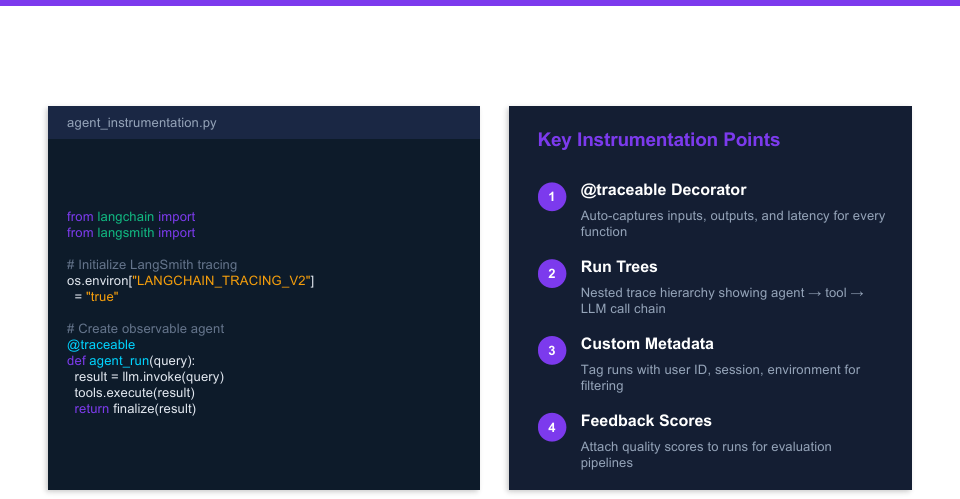 agent_instrumentation.py
from langchain import
from langsmith import
# Initialize LangSmith tracing
os.environ["LANGCHAIN_TRACING_V2"]
= "true"
# Create observable agent
@traceable
def agent_run(query):
result = llm.invoke(query)
tools.execute(result)
return finalize(result)
Key Instrumentation Points
1
@traceable Decorator
Auto-captures inputs, outputs, and latency for every
function
2
Run Trees
Nested trace hierarchy showing agent → tool →
LLM call chain
3
Custom Metadata
Tag runs with user ID, session, environment for
filtering
4
Feedback Scores
Attach quality scores to runs for evaluation
pipelines